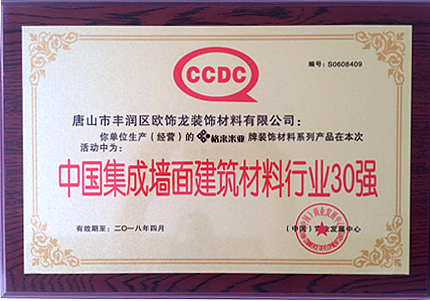 CCDC
编号:S0608409
唐山市丰润区欧饰龙装饰材料有限公司:
你单位生产(经营)的 格米米亚 牌装饰材料系列产品在本次
活动中为:
中国集成墙面建筑材料行业30强
有效期至:二〇一八年四月
(中国) 发展中心